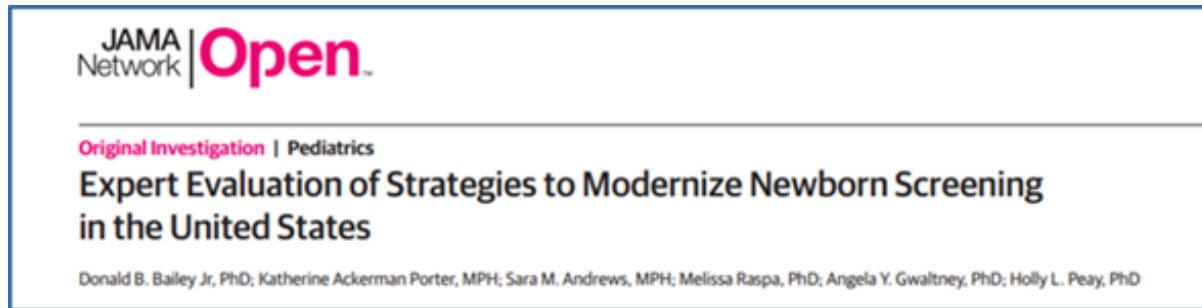 JAMA
Network Open™
Original Investigation | Pediatrics
Expert Evaluation of Strategies to Modernize Newborn Screening
in the United States
Donald B. Bailey Jr, PhD; Katherine Ackerman Porter, MPH; Sara M. Andrews, MPH; Melissa Raspa, PhD; Angela Y. Gwaltney, PhD; Holly L. Peay, PhD